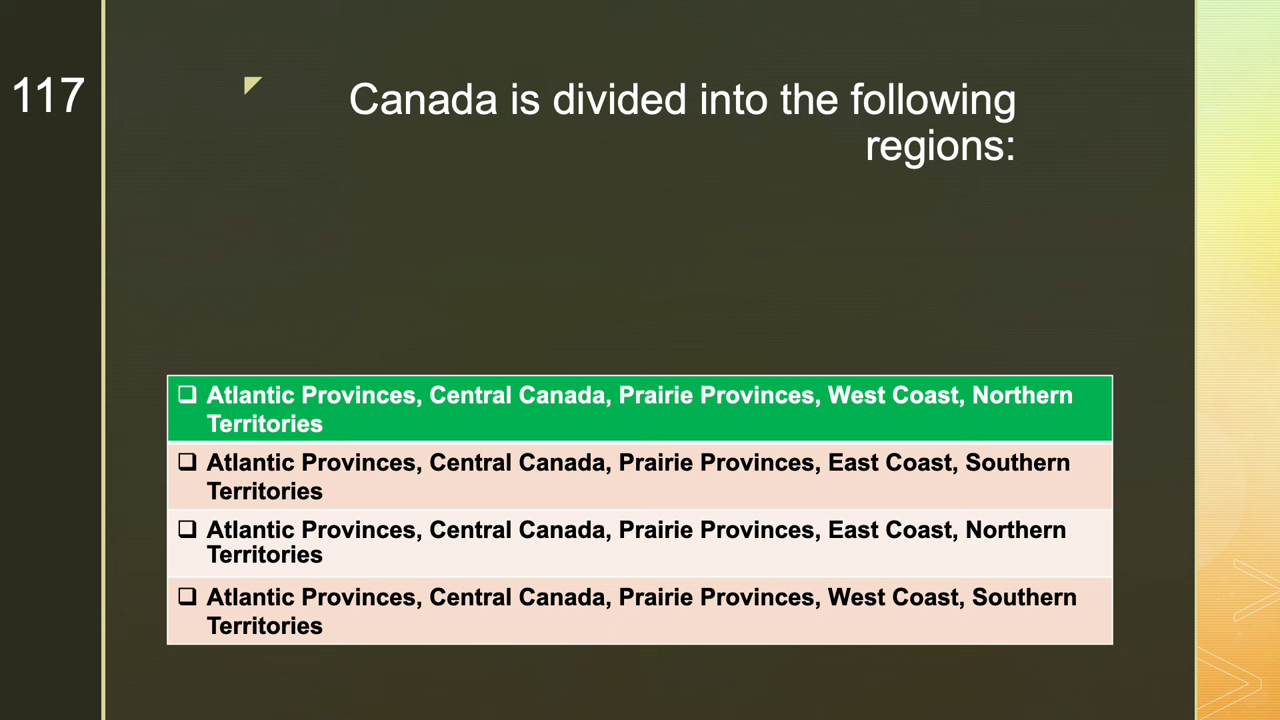 117
Canada is divided into the following
regions:
❑ Atlantic Provinces, Central Canada, Prairie Provinces, West Coast, Northern
Territories
❑ Atlantic Provinces, Central Canada, Prairie Provinces, East Coast, Southern
Territories
❑ Atlantic Provinces, Central Canada, Prairie Provinces, East Coast, Northern
Territories
❑ Atlantic Provinces, Central Canada, Prairie Provinces, West Coast, Southern
Territories